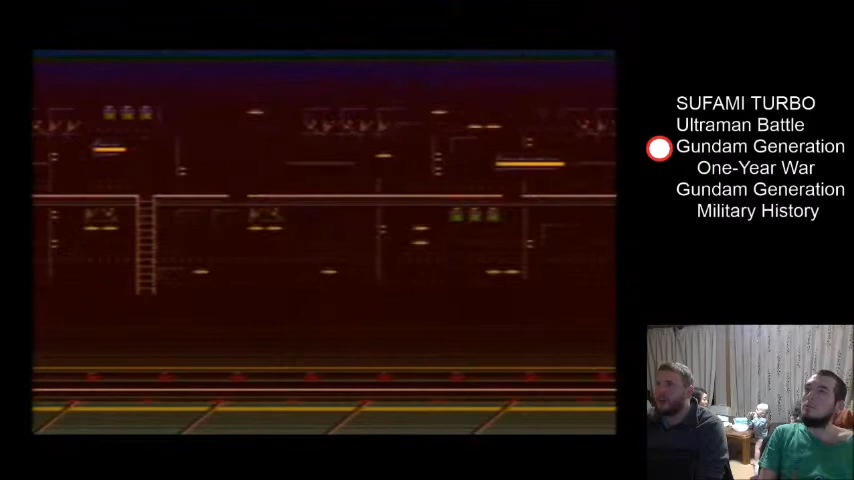 SUFAMI TURBO
Ultraman Battle
Gundam Generation
One-Year War
Gundam Generation
Military History